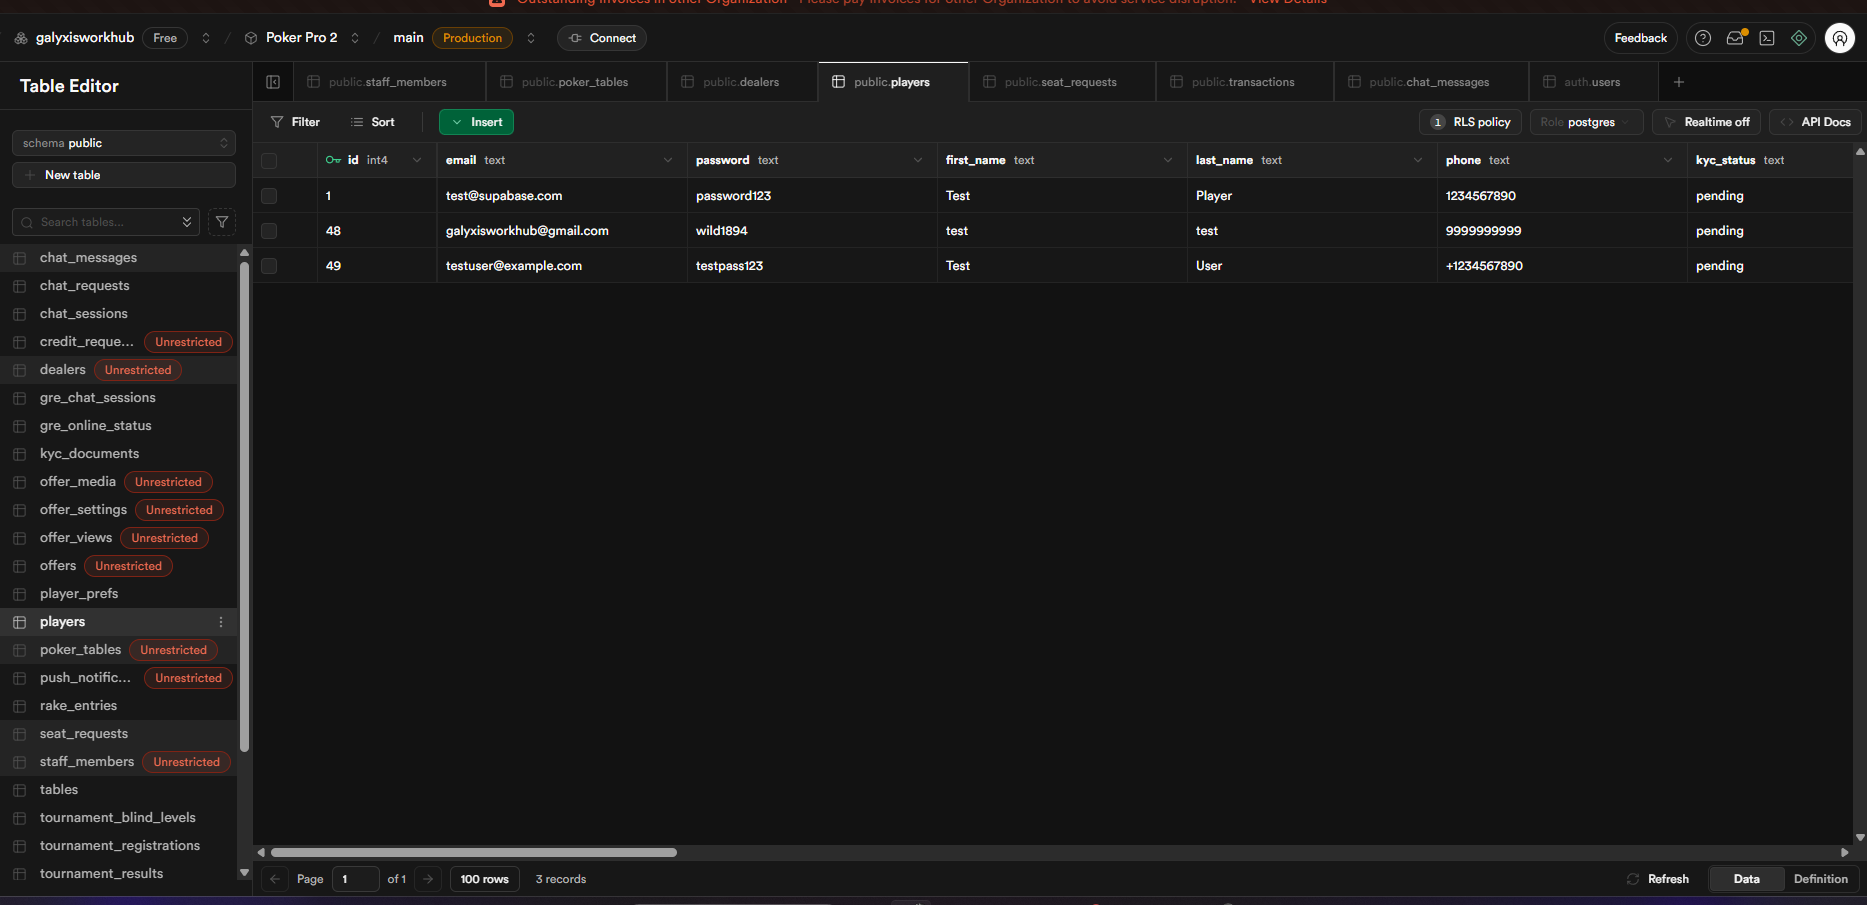 Outstanding Invoices in other Organization Please pay invoices for other Organization to avoid service disruption. View Details
galyxisworkhub Free / Poker Pro 2 / main Production Connect
Feedback
Table Editor
public.staff_members public.poker_tables public.dealers public.players public.seat_requests public.transactions public.chat_messages auth.users +
Filter Sort Insert
1 RLS policy Role postgres Realtime off API Docs
schema public
New table
Search tables...
chat_messages
chat_requests
chat_sessions
credit_reque... Unrestricted
dealers Unrestricted
gre_chat_sessions
gre_online_status
kyc_documents
offer_media Unrestricted
offer_settings Unrestricted
offer_views Unrestricted
offers Unrestricted
player_prefs
players
poker_tables Unrestricted
push_notific... Unrestricted
rake_entries
seat_requests
staff_members Unrestricted
tables
tournament_blind_levels
tournament_registrations
tournament_results
id int4 email text password text first_name text last_name text phone text kyc_status text
1 test@supabase.com password123 Test Player 1234567890 pending
48 galyxisworkhub@gmail.com wild1894 test test 9999999999 pending
49 testuser@example.com testpass123 Test User +1234567890 pending
Page 1 of 1 100 rows 3 records
Refresh Data Definition